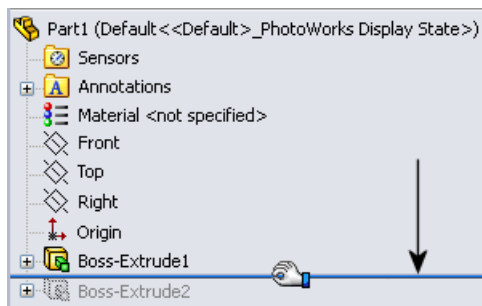 Part1 (Default<<Default>_PhotoWorks Display State>)
Sensors
Annotations
Material <not specified>
Front
Top
Right
Origin
Boss-Extrude1
Boss-Extrude2